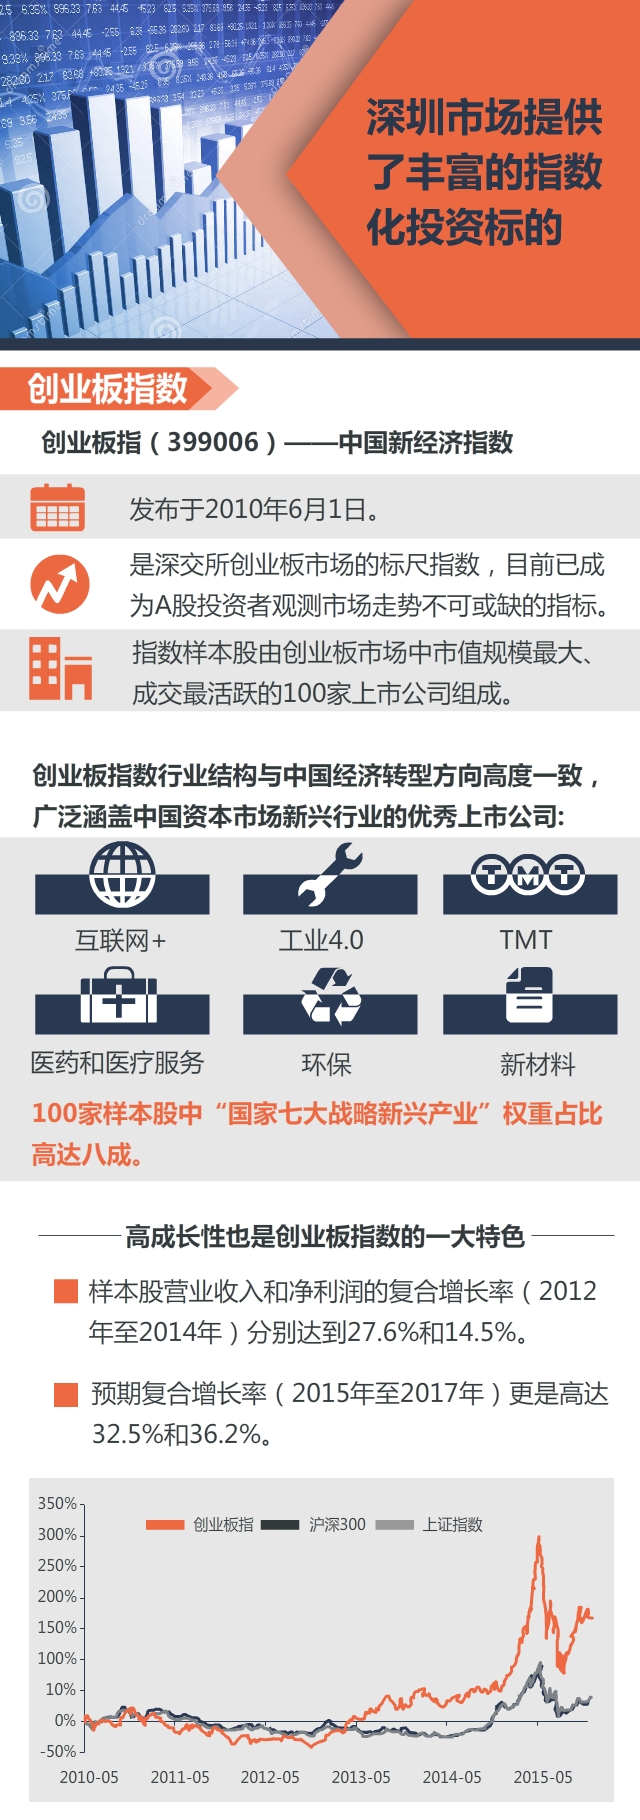 深圳市场提供
了丰富的指数
化投资标的
创业板指数
创业板指（399006）——中国新经济指数
发布于2010年6月1日。
是深交所创业板市场的标尺指数，目前已成
为A股投资者观测市场走势不可或缺的指标。
指数样本股由创业板市场中市值规模最大、
成交最活跃的100家上市公司组成。
创业板指数行业结构与中国经济转型方向高度一致，
广泛涵盖中国资本市场新兴行业的优秀上市公司:
TMT
互联网+
工业4.0
TMT
医药和医疗服务
环保
新材料
100家样本股中“国家七大战略新兴产业”权重占比
高达八成。
高成长性也是创业板指数的一大特色
样本股营业收入和净利润的复合增长率（2012
年至2014年）分别达到27.6%和14.5%。
预期复合增长率（2015年至2017年）更是高达
32.5%和36.2%。
创业板指 沪深300 上证指数
350%
300%
250%
200%
150%
100%
10%
0%
-50%
2010-05 2011-05 2012-05 2013-05 2014-05 2015-05